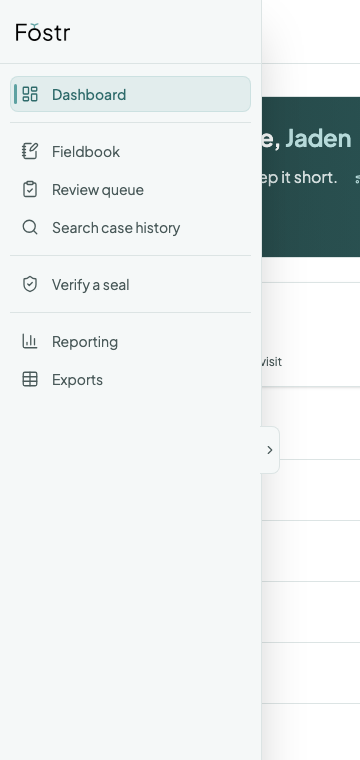 Fostr
Dashboard
e, Jaden
Fieldbook
ep it short.
Review queue
Search case history
Verify a seal
Reporting
visit
Exports